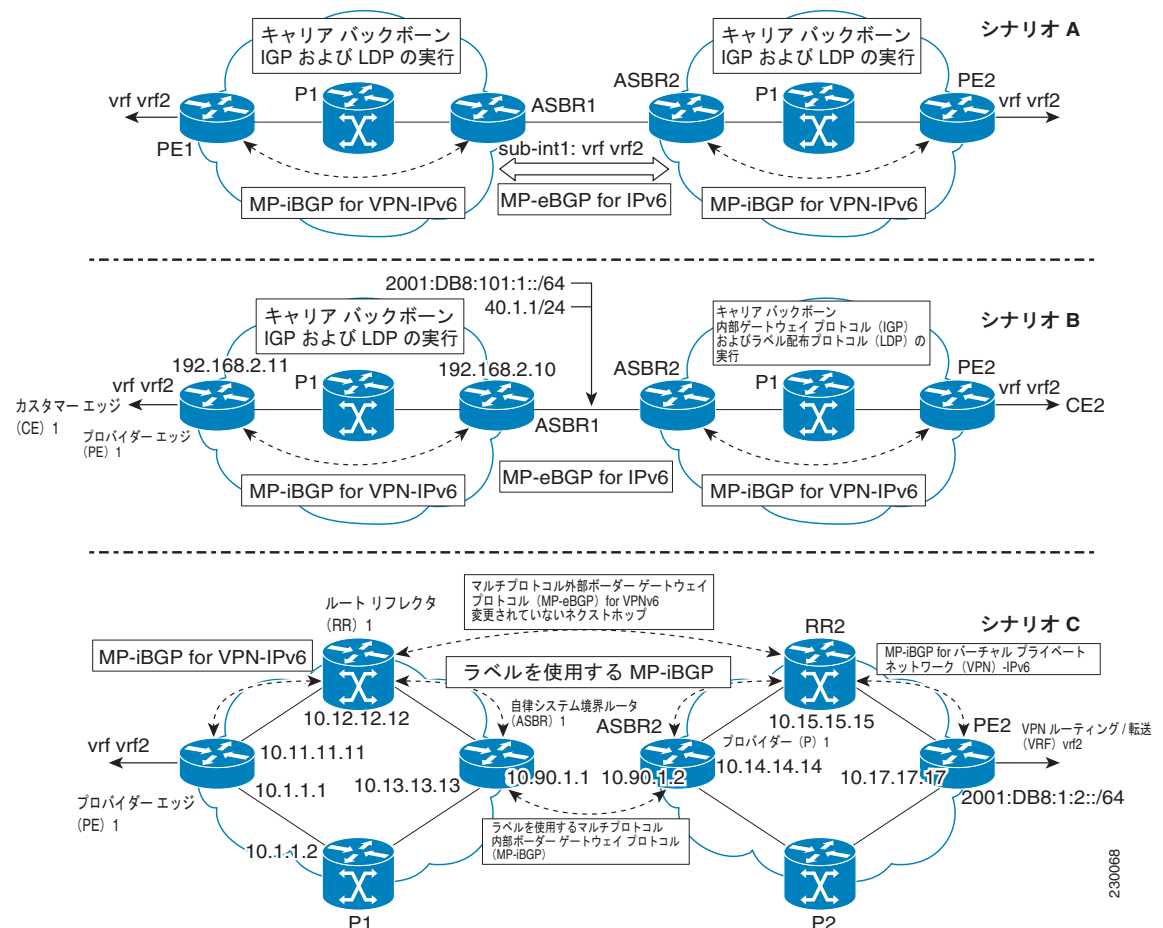 シナリオ A
キャリア バックボーン
IGP および LDP の実行
キャリア バックボーン
IGP および LDP の実行
vrf vrf2
P1
ASBR1
ASBR2
P1
PE2
vrf vrf2
PE1
sub-int1: vrf vrf2
MP-iBGP for VPN-IPv6
MP-eBGP for IPv6
MP-iBGP for VPN-IPv6
2001:DB8:101:1::/64
40.1.1/24
シナリオ B
キャリア バックボーン
IGP および LDP の実行
キャリア バックボーン
内部ゲートウェイ プロトコル（IGP）
およびラベル配布プロトコル（LDP）の
実行
192.168.2.11
P1
192.168.2.10
ASBR2
P1
PE2
vrf vrf2
vrf vrf2
カスタマー エッジ
（CE）1
CE2
プロバイダー エッジ
（PE）1
ASBR1
MP-iBGP for VPN-IPv6
MP-eBGP for IPv6
MP-iBGP for VPN-IPv6
シナリオ C
マルチプロトコル外部ボーダー ゲートウェイ
プロトコル（MP-eBGP）for VPNv6
変更されていないネクストホップ
ルート リフレクタ
（RR）1
RR2
MP-iBGP for VPN-IPv6
ラベルを使用する MP-iBGP
MP-iBGP for バーチャル プライベート
ネットワーク（VPN）-IPv6
10.12.12.12
自律システム境界ルータ
（ASBR）1
ASBR2
10.15.15.15
PE2
VPN ルーティング / 転送
（VRF）vrf2
vrf vrf2
10.11.11.11
プロバイダー（P）1
10.14.14.14
10.1.1.1
10.13.13.13
10.90.1.1
10.90.1.2
10.17.17.17
2001:DB8:1:2::/64
プロバイダー エッジ
（PE）1
10.1.1.2
ラベルを使用するマルチプロトコル
内部ボーダー ゲートウェイ プロトコル
（MP-iBGP）
P1
P2
230068